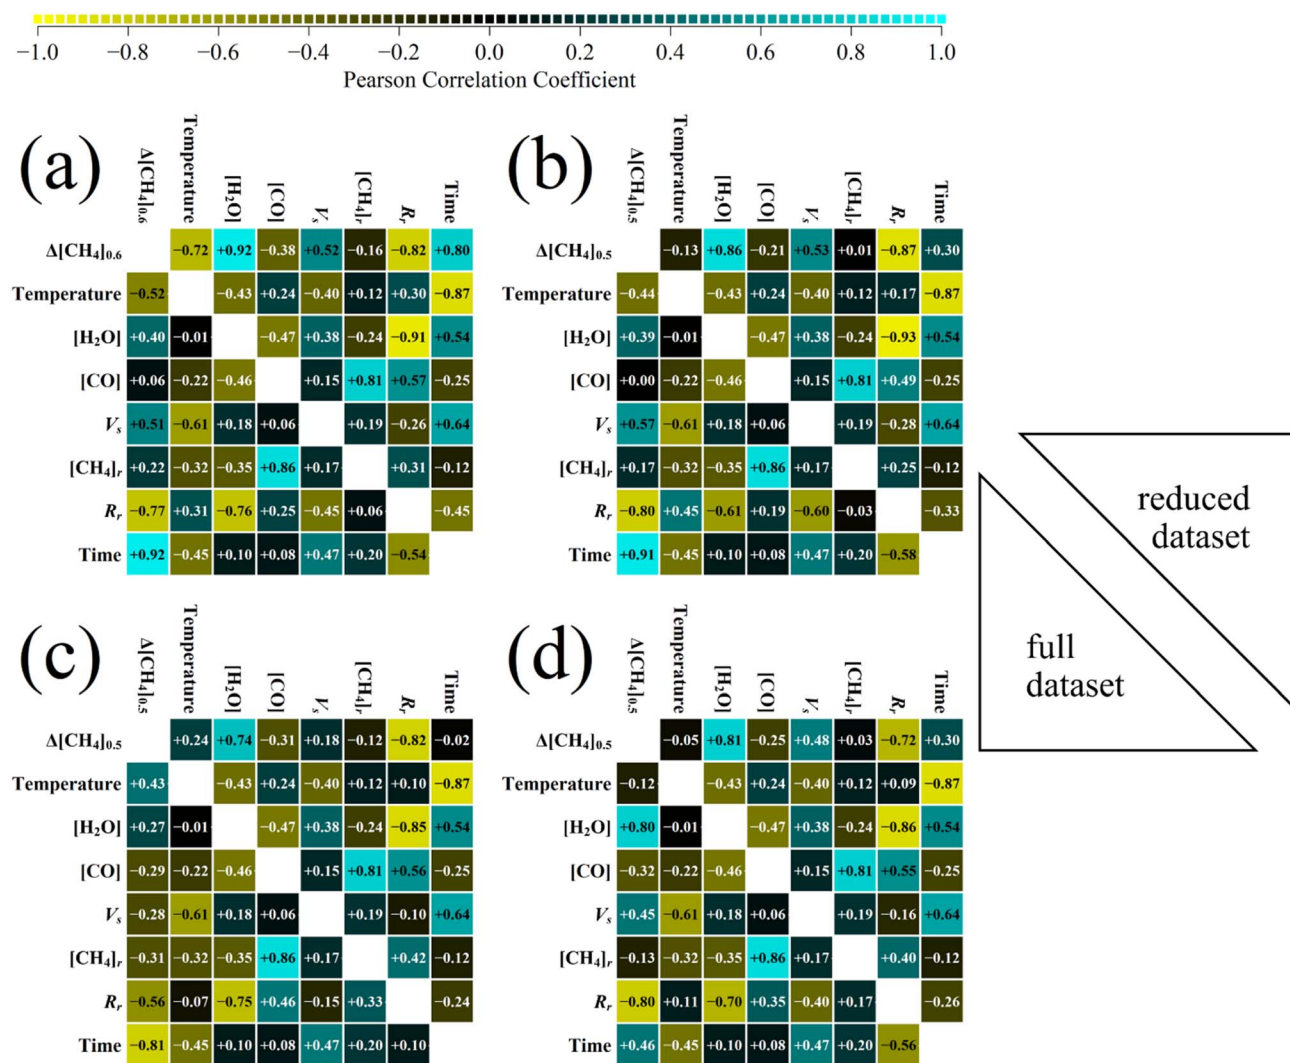 −1.0 −0.8 −0.6 −0.4 −0.2 0.0 0.2 0.4 0.6 0.8 1.0
Pearson Correlation Coefficient
(a)
Δ[CH₄]₀.₆ Temperature [H₂O] [CO] Vₛ [CH₄]ᵣ Rᵣ Time
Δ[CH₄]₀.₆ −0.72 +0.92 −0.38 +0.52 −0.16 −0.82 +0.80
Temperature −0.52 −0.43 +0.24 −0.40 +0.12 +0.30 −0.87
[H₂O] +0.40 −0.01 −0.47 +0.38 −0.24 −0.91 +0.54
[CO] +0.06 −0.22 −0.46 +0.15 +0.81 +0.57 −0.25
Vₛ +0.51 −0.61 +0.18 +0.06 +0.19 −0.26 +0.64
[CH₄]ᵣ +0.22 −0.32 −0.35 +0.86 +0.17 +0.31 −0.12
Rᵣ −0.77 +0.31 −0.76 +0.25 −0.45 +0.06 −0.45
Time +0.92 −0.45 +0.10 +0.08 +0.47 +0.20 −0.54
(b)
Δ[CH₄]₀.₅ Temperature [H₂O] [CO] Vₛ [CH₄]ᵣ Rᵣ Time
Δ[CH₄]₀.₅ −0.13 +0.86 −0.21 +0.53 +0.01 −0.87 +0.30
Temperature −0.44 −0.43 +0.24 −0.40 +0.12 +0.17 −0.87
[H₂O] +0.39 −0.01 −0.47 +0.38 −0.24 −0.93 +0.54
[CO] +0.00 −0.22 −0.46 +0.15 +0.81 +0.49 −0.25
Vₛ +0.57 −0.61 +0.18 +0.06 +0.19 −0.28 +0.64
[CH₄]ᵣ +0.17 −0.32 −0.35 +0.86 +0.17 +0.25 −0.12
Rᵣ −0.80 +0.45 −0.61 +0.19 −0.60 −0.03 −0.33
Time +0.91 −0.45 +0.10 +0.08 +0.47 +0.20 −0.58
reduced
dataset
full
dataset
(c)
Δ[CH₄]₀.₅ Temperature [H₂O] [CO] Vₛ [CH₄]ᵣ Rᵣ Time
Δ[CH₄]₀.₅ +0.24 +0.74 −0.31 +0.18 −0.12 −0.82 −0.02
Temperature +0.43 −0.43 +0.24 −0.40 +0.12 +0.10 −0.87
[H₂O] +0.27 −0.01 −0.47 +0.38 −0.24 −0.85 +0.54
[CO] −0.29 −0.22 −0.46 +0.15 +0.81 +0.56 −0.25
Vₛ −0.28 −0.61 +0.18 +0.06 +0.19 −0.10 +0.64
[CH₄]ᵣ −0.31 −0.32 −0.35 +0.86 +0.17 +0.42 −0.12
Rᵣ −0.56 −0.07 −0.75 +0.46 −0.15 +0.33 −0.24
Time −0.81 −0.45 +0.10 +0.08 +0.47 +0.20 +0.10
(d)
Δ[CH₄]₀.₅ Temperature [H₂O] [CO] Vₛ [CH₄]ᵣ Rᵣ Time
Δ[CH₄]₀.₅ −0.05 +0.81 −0.25 +0.48 +0.03 −0.72 +0.30
Temperature −0.12 −0.43 +0.24 −0.40 +0.12 +0.09 −0.87
[H₂O] +0.80 −0.01 −0.47 +0.38 −0.24 −0.86 +0.54
[CO] −0.32 −0.22 −0.46 +0.15 +0.81 +0.55 −0.25
Vₛ +0.45 −0.61 +0.18 +0.06 +0.19 −0.16 +0.64
[CH₄]ᵣ −0.13 −0.32 −0.35 +0.86 +0.17 +0.40 −0.12
Rᵣ −0.80 +0.11 −0.70 +0.35 −0.40 +0.17 −0.26
Time +0.46 −0.45 +0.10 +0.08 +0.47 +0.20 −0.56